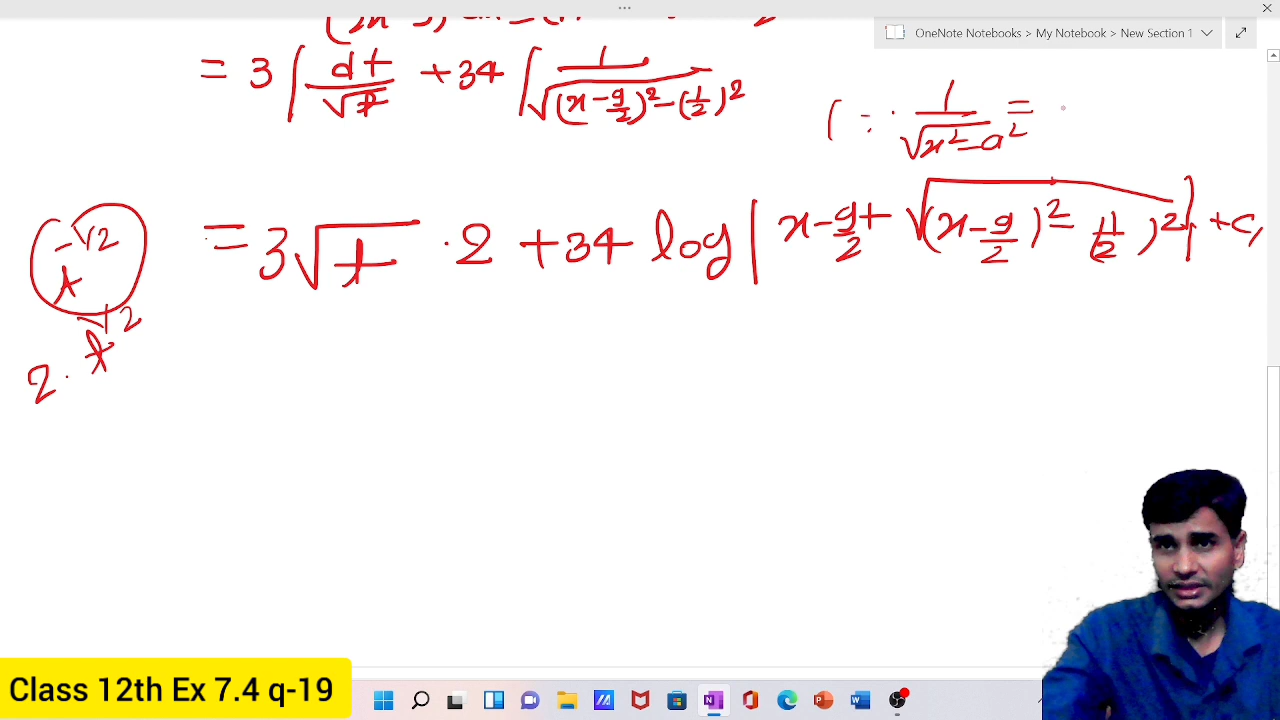 OneNote Notebooks > My Notebook > New Section 1
= 3 ∫ dt/√t + 34 ∫ 1/√((x-9/2)² - (1/2)²)
(∵ 1/√(x²-a²) =
= 3√t · 2 + 34 log | x-9/2 + √((x-9/2)² - (1/2)²) | + C₁
-1/2
t
1/2
2 · t
Class 12th Ex 7.4 q-19